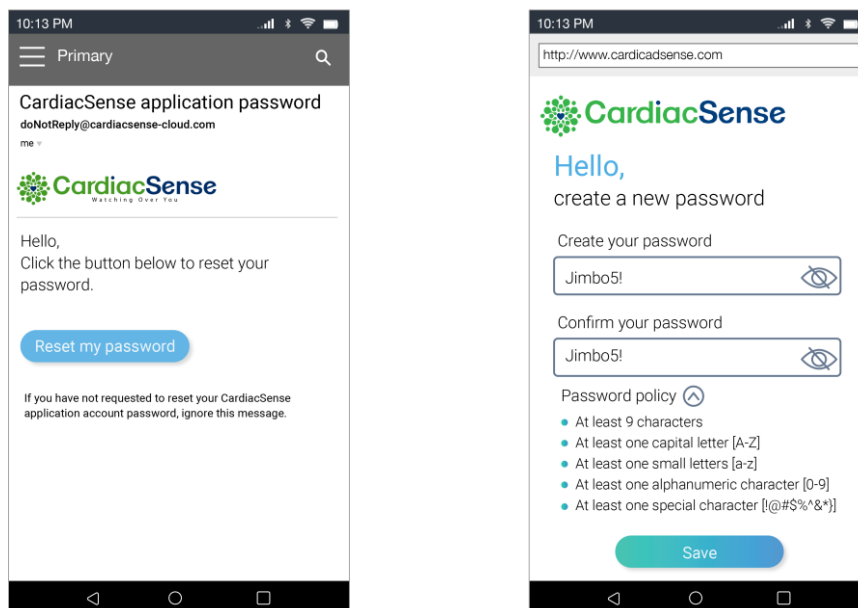 10:13 PM
Primary
CardiacSense application password
doNotReply@cardiacsense-cloud.com
me
CardiacSense
Watching Over You
Hello,
Click the button below to reset your
password.
Reset my password
If you have not requested to reset your CardiacSense
application account password, ignore this message.
10:13 PM
http://www.cardicadsense.com
CardiacSense
Hello,
create a new password
Create your password
Jimbo5!
Confirm your password
Jimbo5!
Password policy
At least 9 characters
At least one capital letter [A-Z]
At least one small letters [a-z]
At least one alphanumeric character [0-9]
At least one special character [!@#$%^&*}]
Save